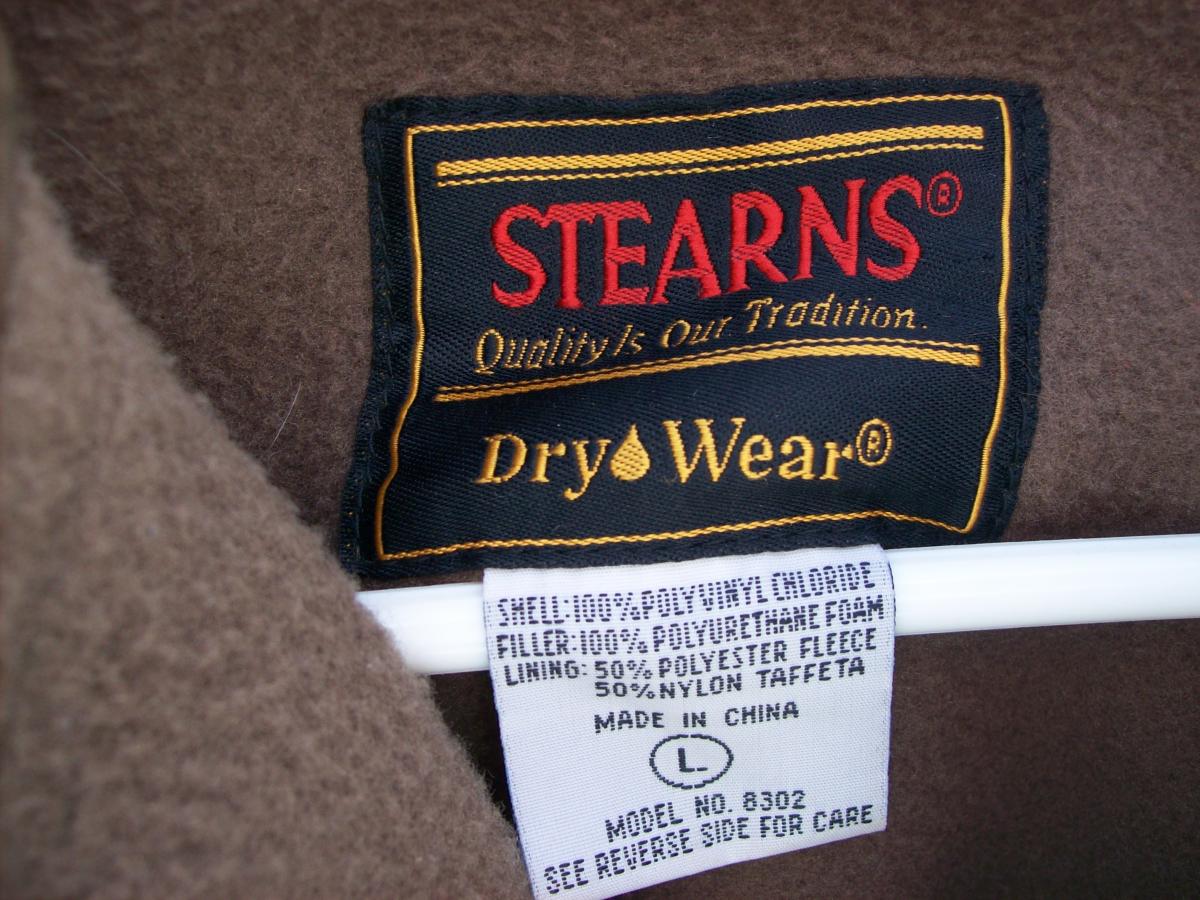 STEARNS®
Quality Is Our Tradition.
Dry Wear®
SHELL: 100% POLYVINYL CHLORIDE
FILLER: 100% POLYURETHANE FOAM
LINING: 50% POLYESTER FLEECE
50% NYLON TAFFETA
MADE IN CHINA
L
MODEL NO. 8302
SEE REVERSE SIDE FOR CARE